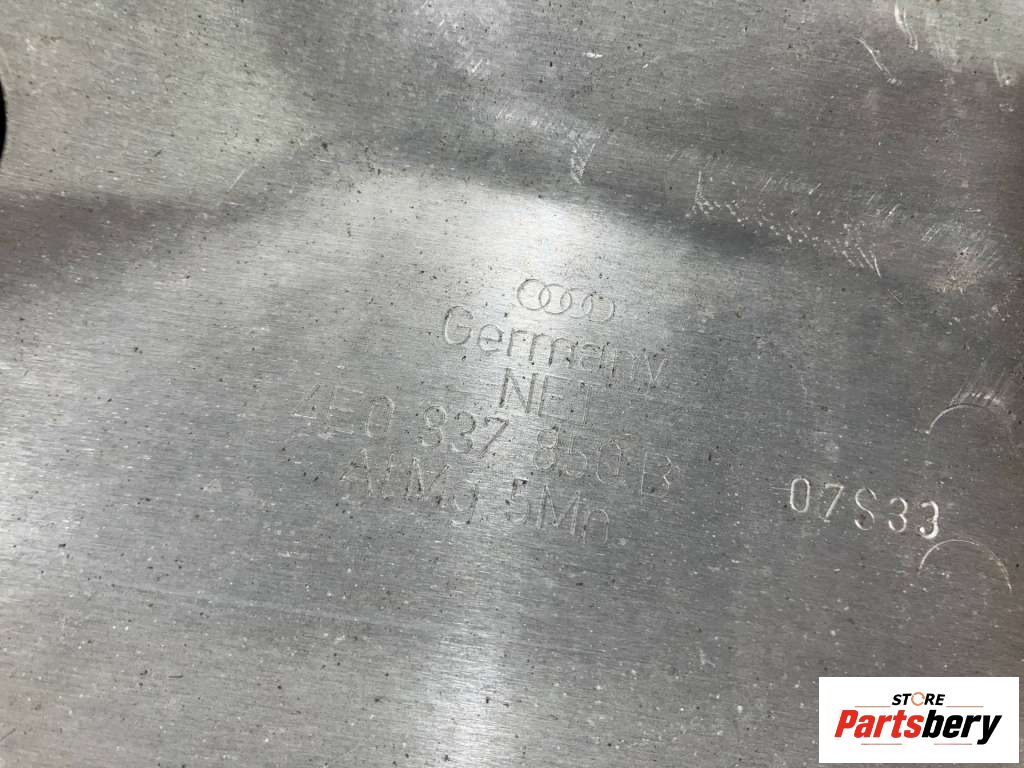 Germany
NE1
4E0 837 850 B
AlMg 5Mn
07S33
STORE
Partsbery